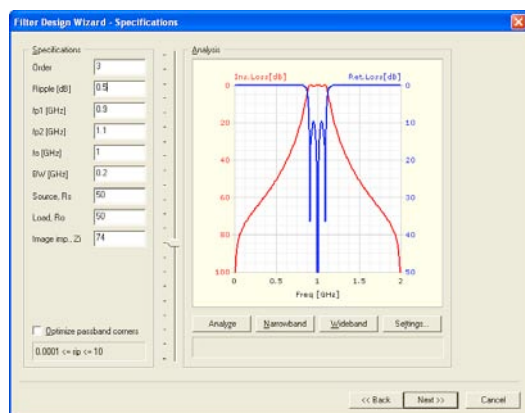 Filter Design Wizard - Specifications
Specifications
Order 3
Ripple [dB] 0.5
fp1 [GHz] 0.9
fp2 [GHz] 1.1
fo [GHz] 1
BW [GHz] 0.2
Source, Rs 50
Load, Ro 50
Image imp., Zi 74
Optimize passband corners
0.0001 <= rip <= 10
Analysis
Ins.Loss[dB] Ret.Loss[dB]
0 0
20 10
40 20
60 30
80 40
100 50
0 0.5 1 1.5 2
Freq [GHz]
Analyze Narrowband Wideband Settings...
<< Back Next >> Cancel